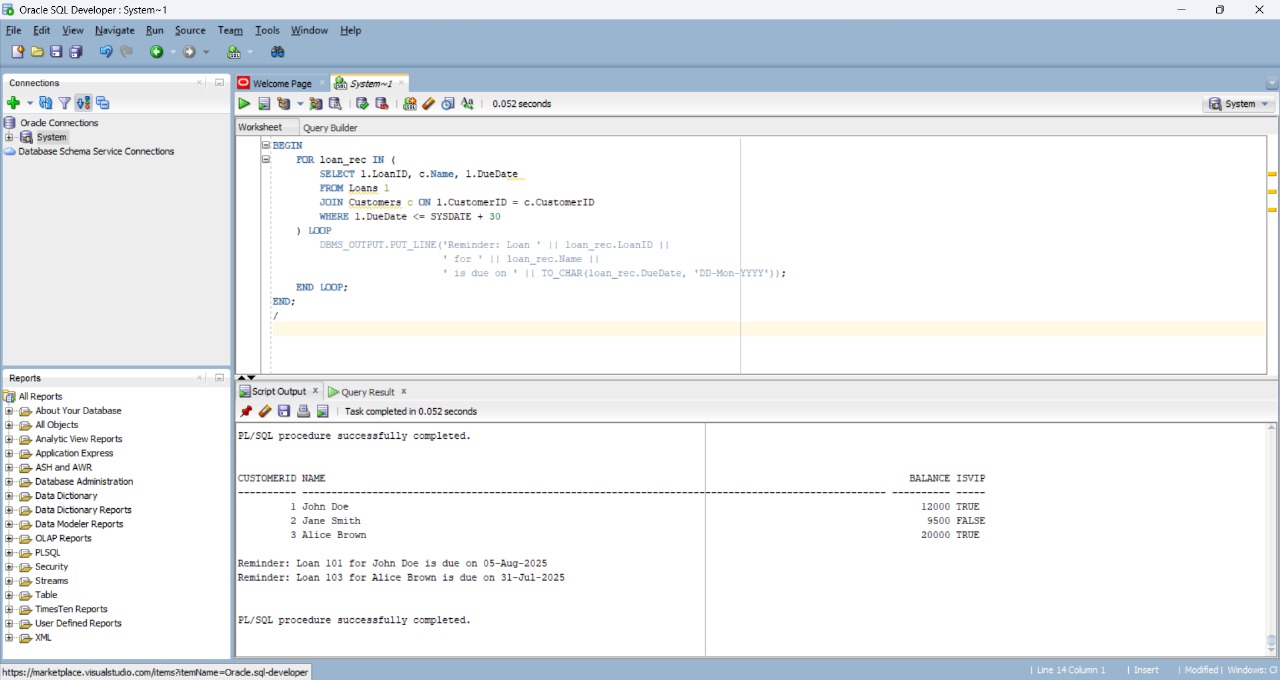 Oracle SQL Developer : System~1
File Edit View Navigate Run Source Team Tools Window Help
Connections
Oracle Connections
System
Database Schema Service Connections
Reports
All Reports
About Your Database
All Objects
Analytic View Reports
Application Express
ASH and AWR
Database Administration
Data Dictionary
Data Dictionary Reports
Data Modeler Reports
OLAP Reports
PLSQL
Security
Streams
Table
TimesTen Reports
User Defined Reports
XML
Welcome Page System~1
0.052 seconds
System
Worksheet Query Builder
BEGIN
FOR loan_rec IN (
SELECT l.LoanID, c.Name, l.DueDate
FROM Loans l
JOIN Customers c ON l.CustomerID = c.CustomerID
WHERE l.DueDate <= SYSDATE + 30
) LOOP
DBMS_OUTPUT.PUT_LINE('Reminder: Loan ' || loan_rec.LoanID ||
' for ' || loan_rec.Name ||
' is due on ' || TO_CHAR(loan_rec.DueDate, 'DD-Mon-YYYY'));
END LOOP;
END;
/
Script Output Query Result
Task completed in 0.052 seconds
PL/SQL procedure successfully completed.
CUSTOMERID NAME BALANCE ISVIP
---------- ---------------------------------------------------------------------------------------------------- ---------- -----
1 John Doe 12000 TRUE
2 Jane Smith 9500 FALSE
3 Alice Brown 20000 TRUE
Reminder: Loan 101 for John Doe is due on 05-Aug-2025
Reminder: Loan 103 for Alice Brown is due on 31-Jul-2025
PL/SQL procedure successfully completed.
https://marketplace.visualstudio.com/items?itemName=Oracle.sql-developer
Line 14 Column 1 | Insert | Modified | Windows: